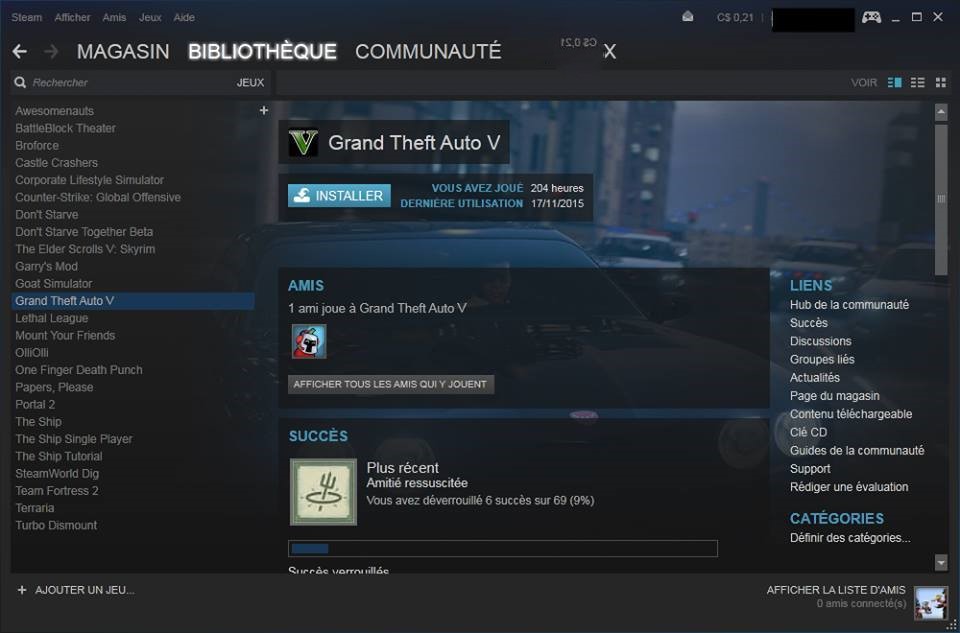 Steam Afficher Amis Jeux Aide
C$ 0,21
MAGASIN BIBLIOTHÈQUE COMMUNAUTÉ
C$ 0,21
X
Rechercher
JEUX
VOIR
Awesomenauts
BattleBlock Theater
Broforce
Castle Crashers
Corporate Lifestyle Simulator
Counter-Strike: Global Offensive
Don't Starve
Don't Starve Together Beta
The Elder Scrolls V: Skyrim
Garry's Mod
Goat Simulator
Grand Theft Auto V
Lethal League
Mount Your Friends
OlliOlli
One Finger Death Punch
Papers, Please
Portal 2
The Ship
The Ship Single Player
The Ship Tutorial
SteamWorld Dig
Team Fortress 2
Terraria
Turbo Dismount
+ AJOUTER UN JEU...
Grand Theft Auto V
INSTALLER
VOUS AVEZ JOUÉ 204 heures
DERNIÈRE UTILISATION 17/11/2015
AMIS
1 ami joue à Grand Theft Auto V
AFFICHER TOUS LES AMIS QUI Y JOUENT
SUCCÈS
Plus récent
Amitié ressuscitée
Vous avez déverrouillé 6 succès sur 69 (9%)
Succès verrouillés
LIENS
Hub de la communauté
Succès
Discussions
Groupes liés
Actualités
Page du magasin
Contenu téléchargeable
Clé CD
Guides de la communauté
Support
Rédiger une évaluation
CATÉGORIES
Définir des catégories...
AFFICHER LA LISTE D'AMIS
0 amis connecté(s)